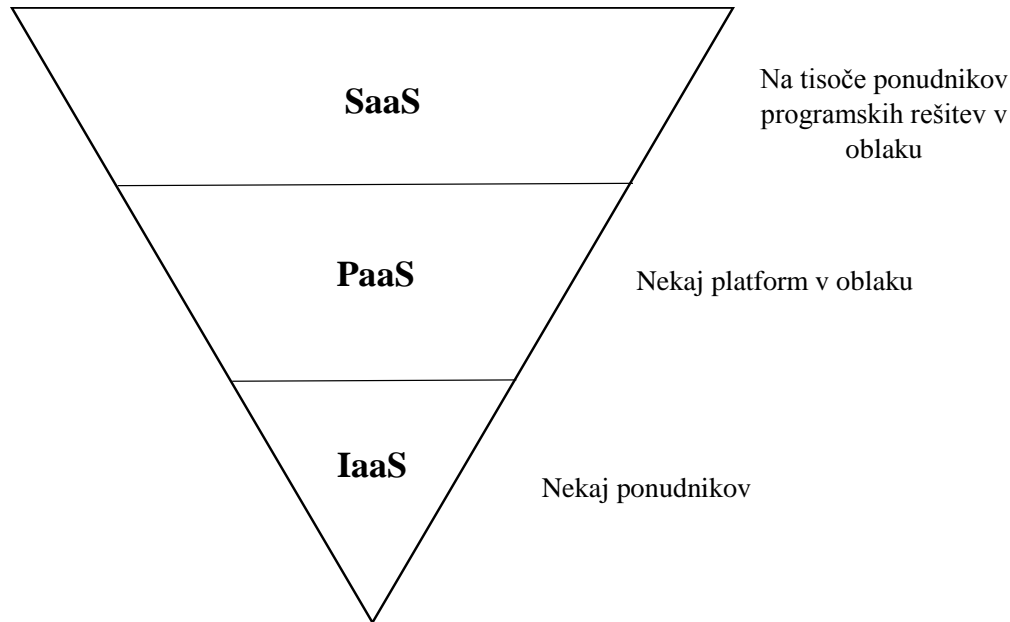 SaaS
Na tisoče ponudnikov
programskih rešitev v
oblaku
PaaS
Nekaj platform v oblaku
IaaS
Nekaj ponudnikov